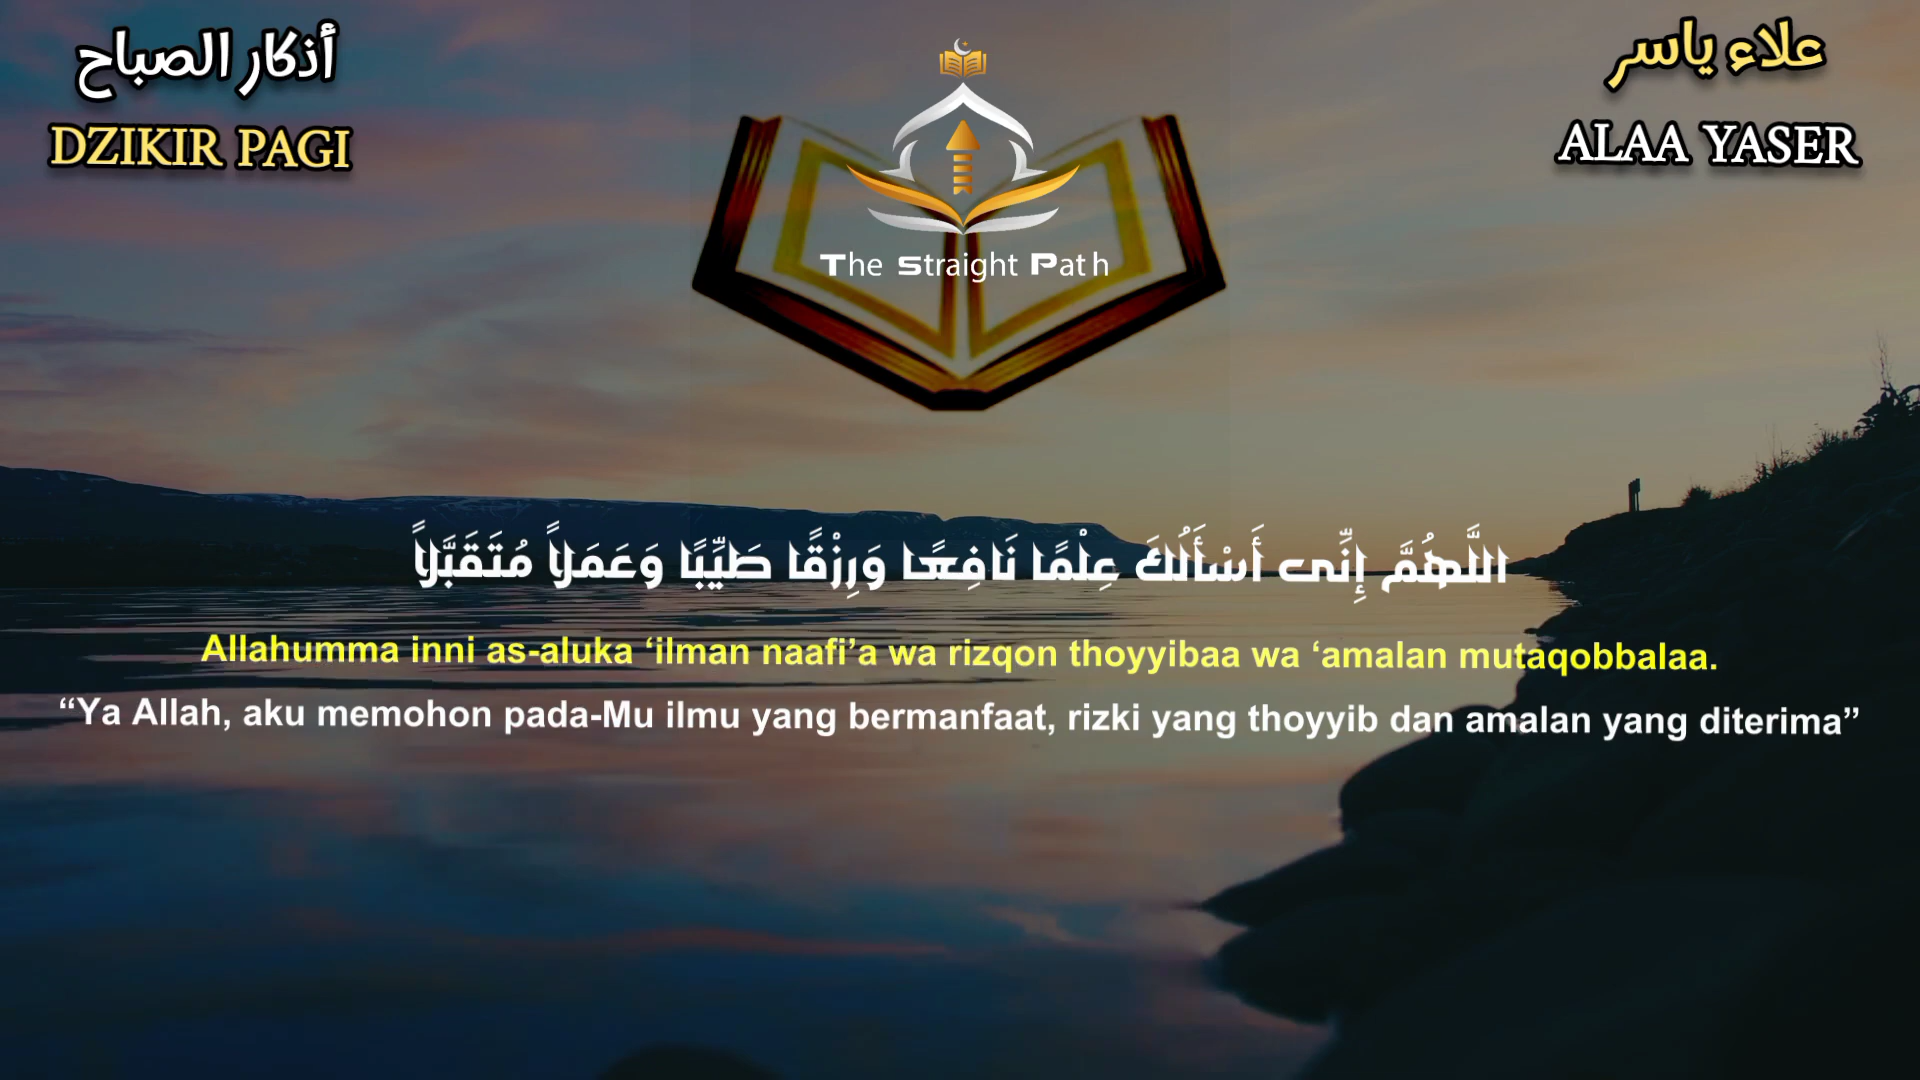 أذكار الصباح
DZIKIR PAGI
علاء ياسر
ALAA YASER
The Straight Path
اللَّهُمَّ إِنِّى أَسْأَلُكَ عِلْمًا نَافِعًا وَرِزْقًا طَيِّبًا وَعَمَلاً مُتَقَبَّلاً
Allahumma inni as-aluka ‘ilman naafi’a wa rizqon thoyyibaa wa ‘amalan mutaqobbalaa.
“Ya Allah, aku memohon pada-Mu ilmu yang bermanfaat, rizki yang thoyyib dan amalan yang diterima”